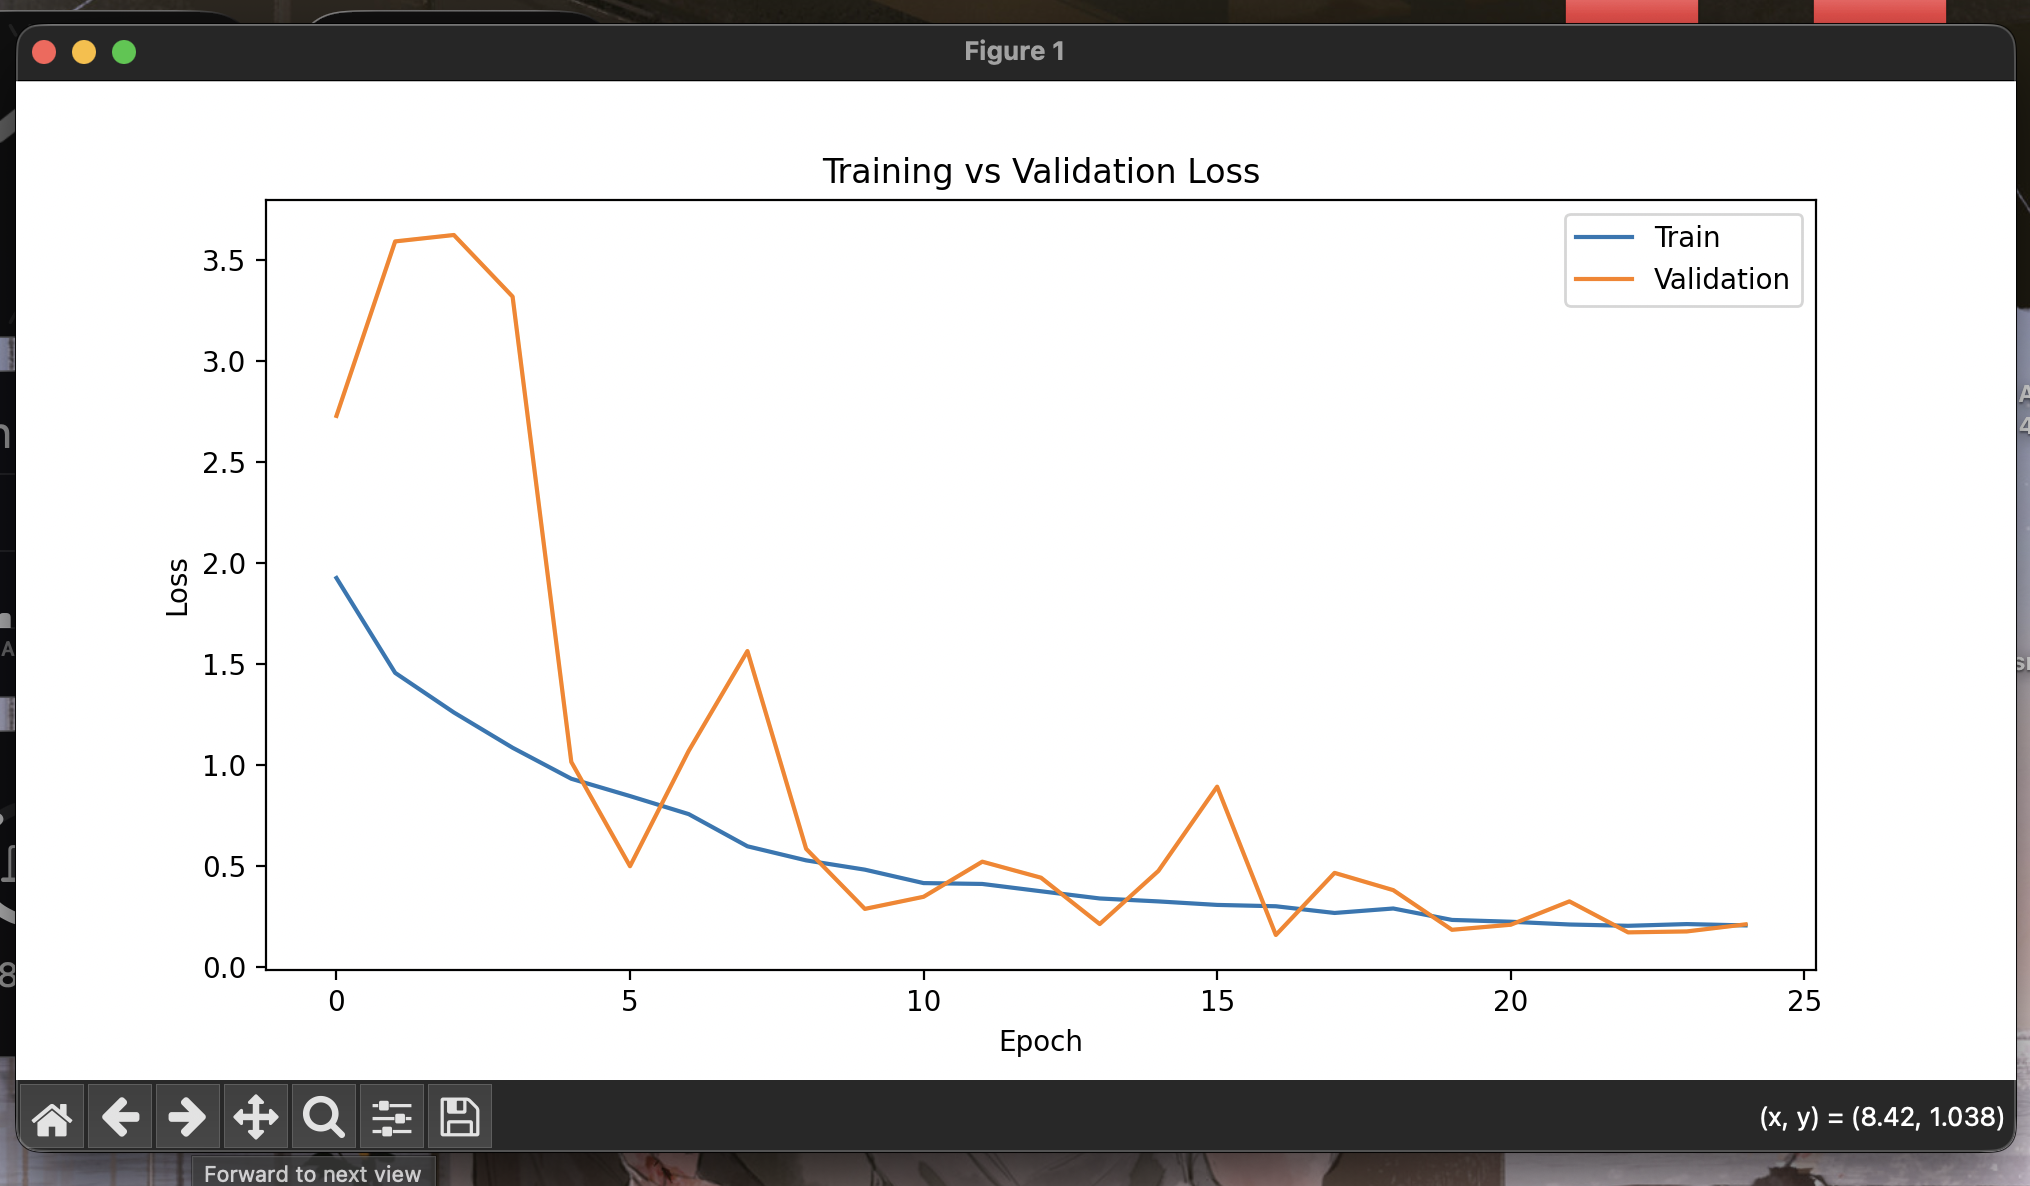 Figure 1
Training vs Validation Loss
Train
Validation
3.5
3.0
2.5
2.0
1.5
1.0
0.5
0.0
Loss
0 5 10 15 20 25
Epoch
(x, y) = (8.42, 1.038)
Forward to next view